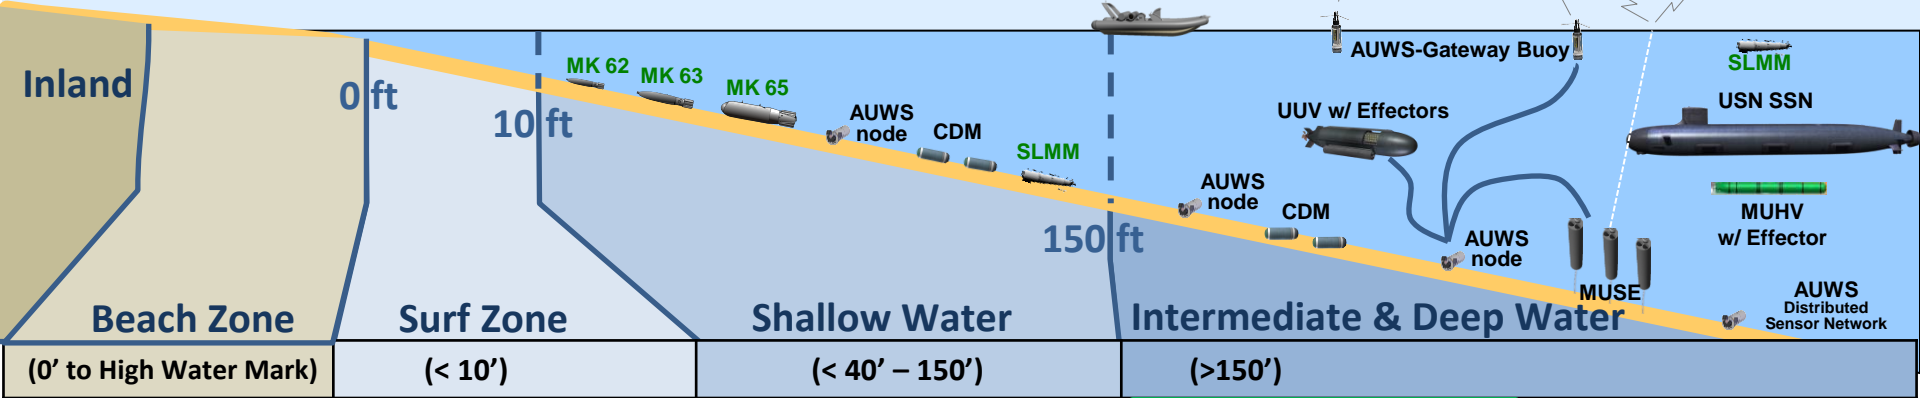 Inland
0 ft
10 ft
150 ft
MK 62
MK 63
MK 65
AUWS
node
CDM
SLMM
AUWS
node
CDM
AUWS-Gateway Buoy
UUV w/ Effectors
SLMM
USN SSN
MUHV
w/ Effector
AUWS
node
MUSE
AUWS
Distributed
Sensor Network
Beach Zone
Surf Zone
Shallow Water
Intermediate & Deep Water
(0’ to High Water Mark)
(< 10’)
(< 40’ – 150’)
(>150’)